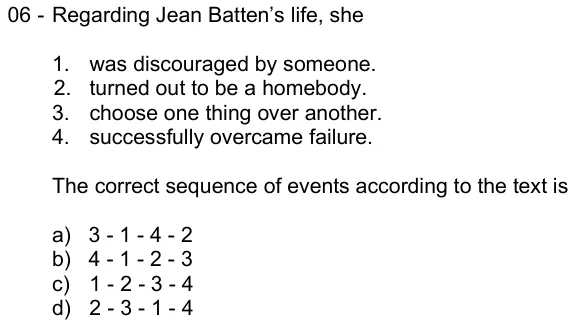 06 - Regarding Jean Batten's life, she
1. was discouraged by someone.
2. turned out to be a homebody.
3. choose one thing over another.
4. successfully overcame failure.
The correct sequence of events according to the text is
a) 3 - 1 - 4 - 2
b) 4 - 1 - 2 - 3
c) 1 - 2 - 3 - 4
d) 2 - 3 - 1 - 4